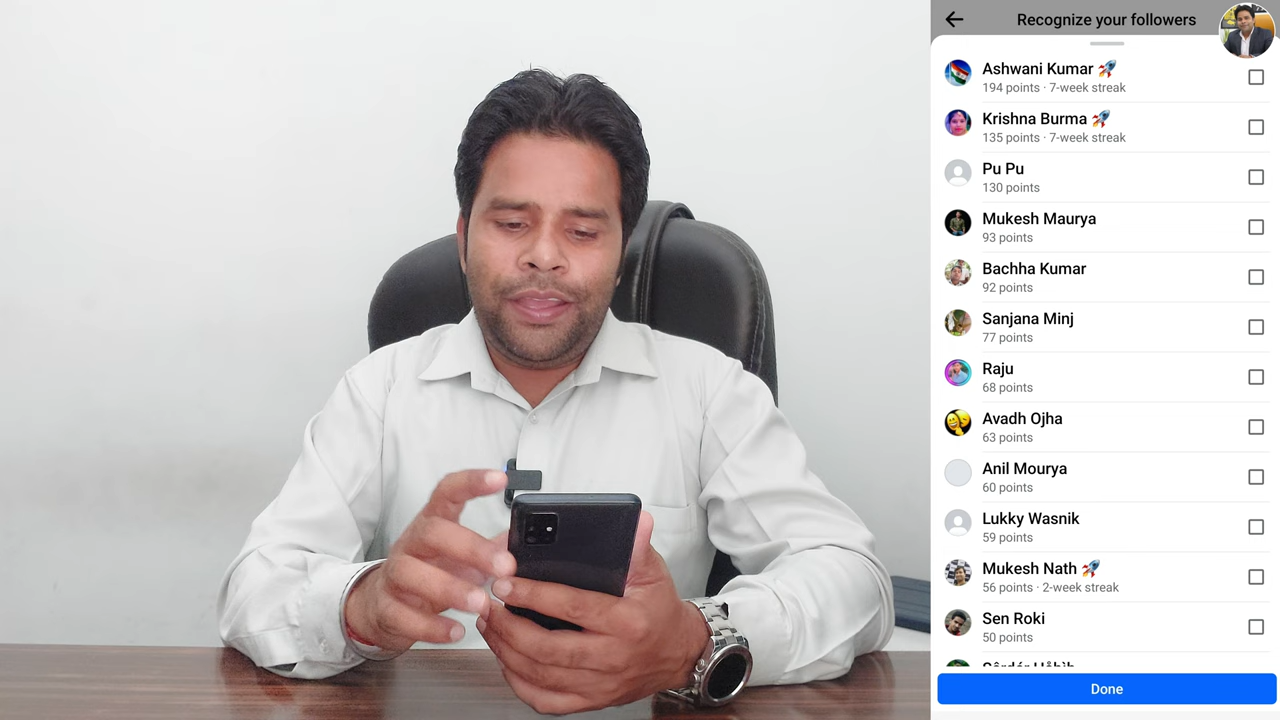 Recognize your followers
Ashwani Kumar 🚀
194 points · 7-week streak
Krishna Burma 🚀
135 points · 7-week streak
Pu Pu
130 points
Mukesh Maurya
93 points
Bachha Kumar
92 points
Sanjana Minj
77 points
Raju
68 points
Avadh Ojha
63 points
Anil Mourya
60 points
Lukky Wasnik
59 points
Mukesh Nath 🚀
56 points · 2-week streak
Sen Roki
50 points
Done